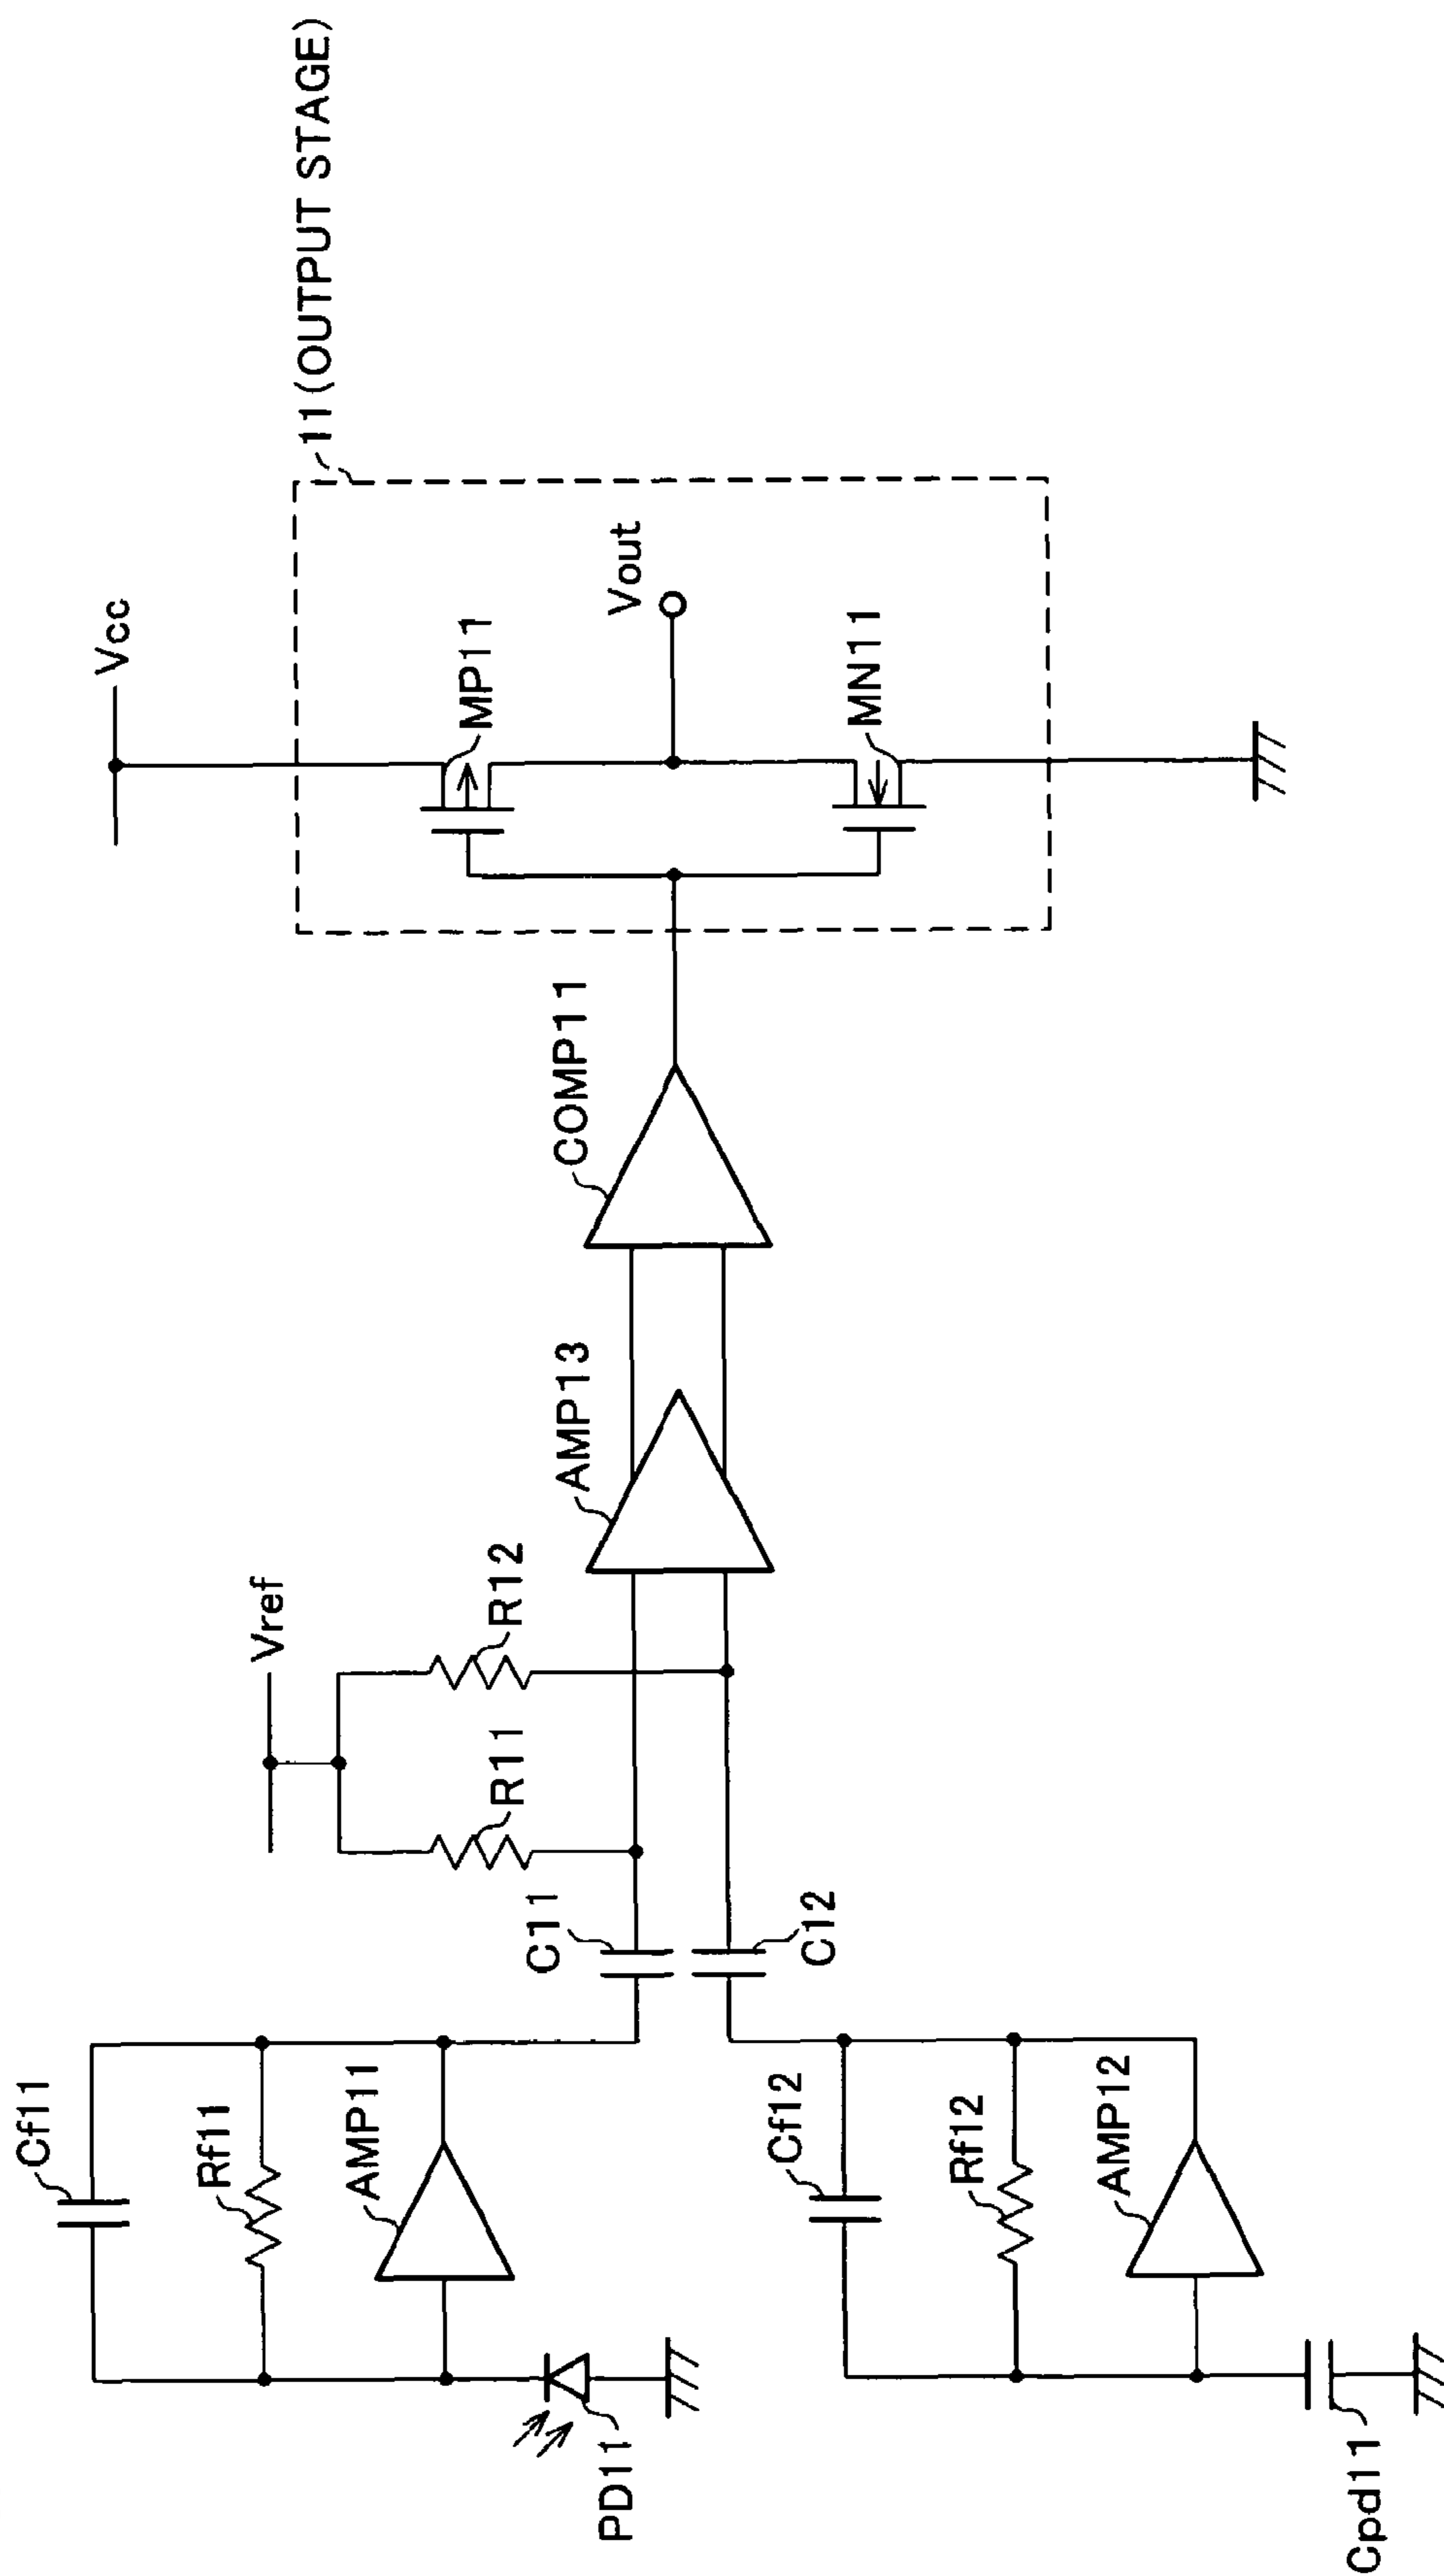 Cf11
Rf11
AMP11
PD11
Cf12
Rf12
AMP12
Cpd11
C11
C12
Vref
R11
R12
AMP13
COMP11
Vcc
MP11
Vout
MN11
11(OUTPUT STAGE)